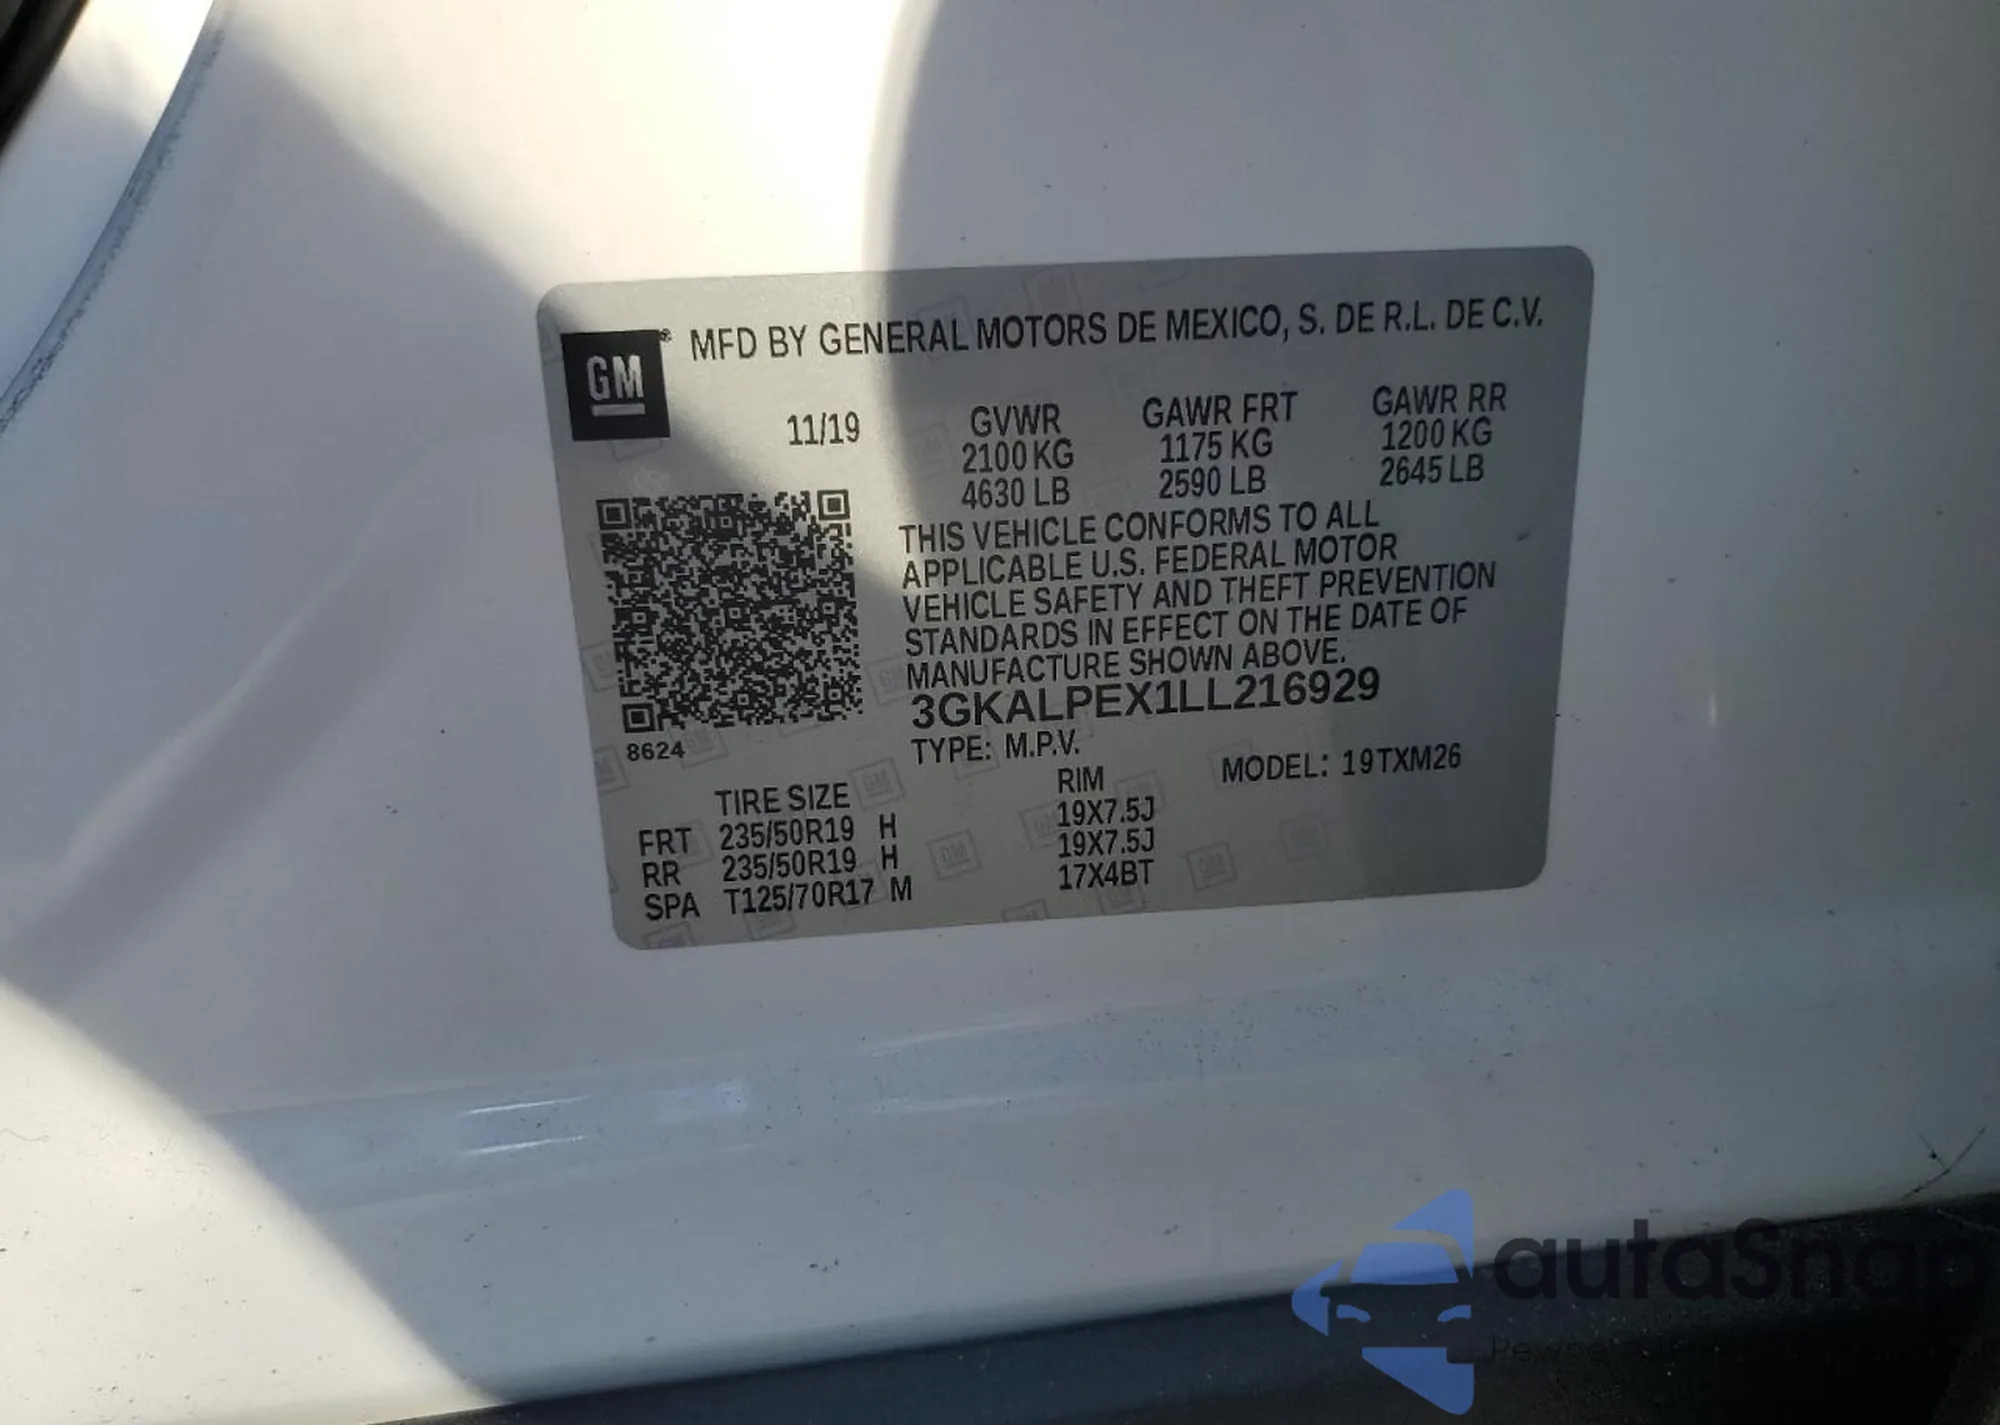 GM
MFD BY GENERAL MOTORS DE MEXICO, S. DE R.L. DE C.V.
11/19 GVWR GAWR FRT GAWR RR
2100 KG 1175 KG 1200 KG
4630 LB 2590 LB 2645 LB
THIS VEHICLE CONFORMS TO ALL
APPLICABLE U.S. FEDERAL MOTOR
VEHICLE SAFETY AND THEFT PREVENTION
STANDARDS IN EFFECT ON THE DATE OF
MANUFACTURE SHOWN ABOVE.
3GKALPEX1LL216929
8624
TYPE: M.P.V. MODEL: 19TXM26
TIRE SIZE RIM
FRT 235/50R19 H 19X7.5J
RR 235/50R19 H 19X7.5J
SPA T125/70R17 M 17X4BT
autaSnap